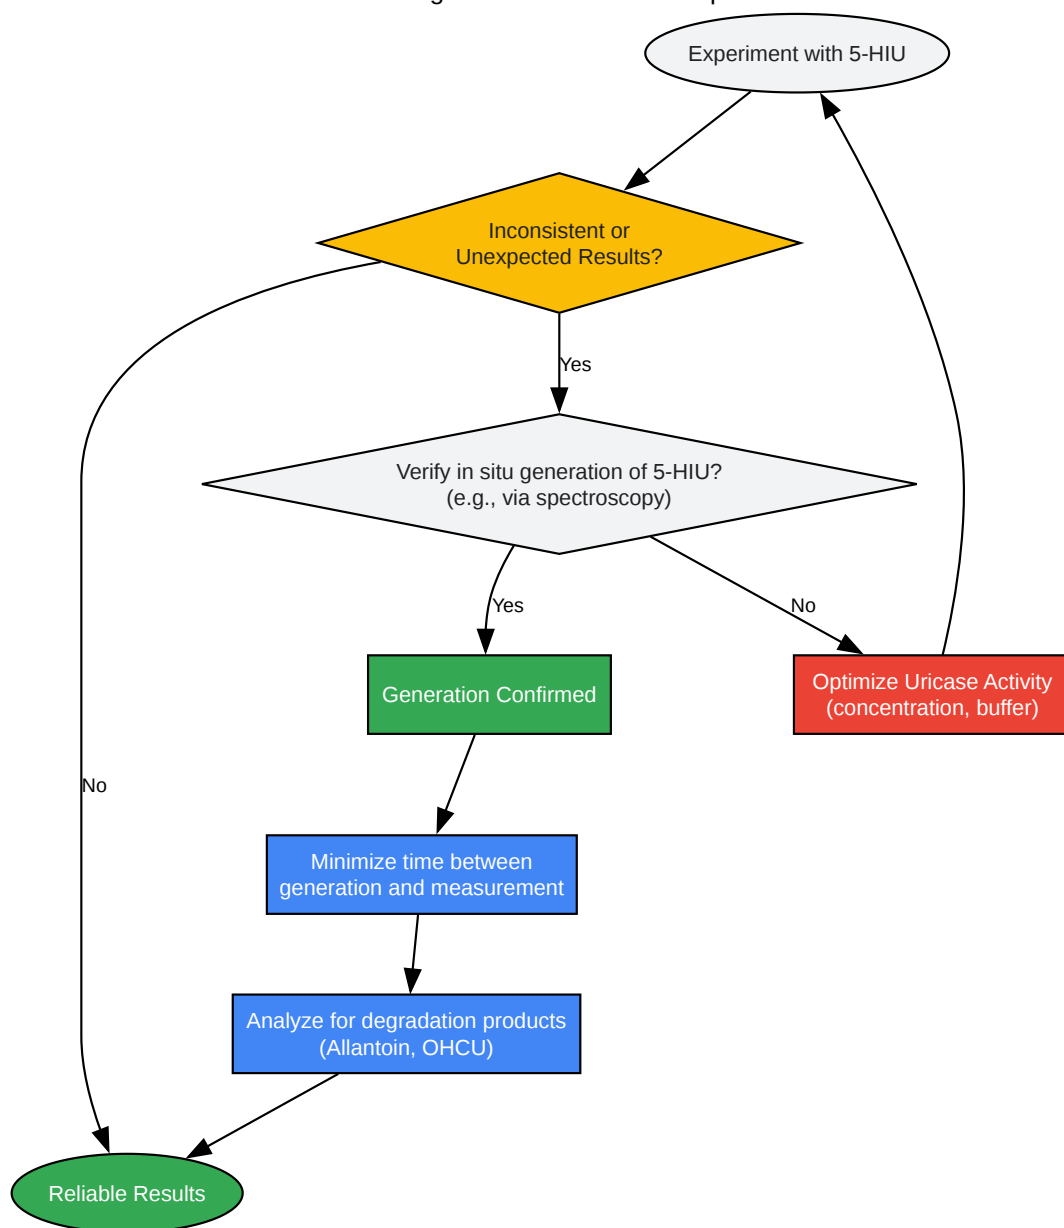 Experiment with 5-HIU
Inconsistent or
Unexpected Results?
Yes
Verify in situ generation of 5-HIU?
(e.g., via spectroscopy)
Yes
No
Generation Confirmed
Optimize Uricase Activity
(concentration, buffer)
No
Minimize time between
generation and measurement
Analyze for degradation products
(Allantoin, OHCU)
Reliable Results